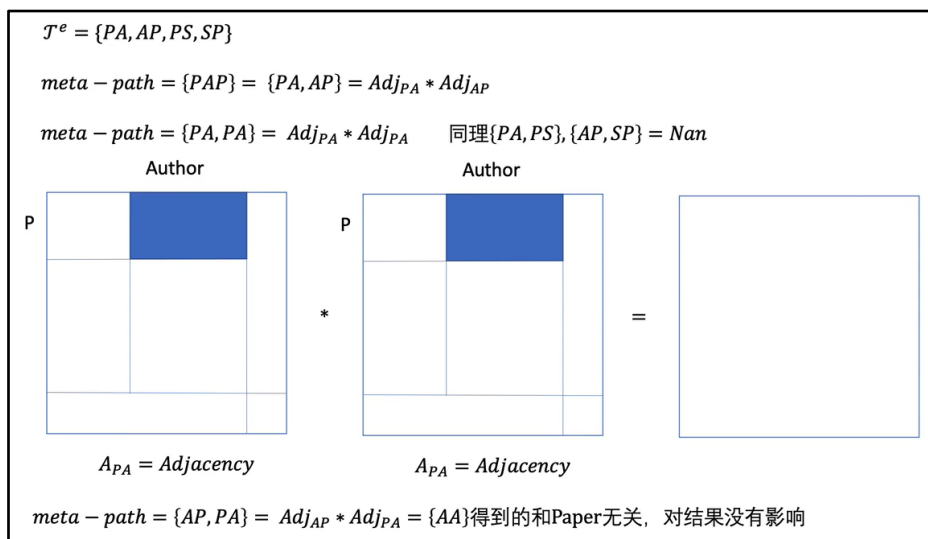 𝒯ᵉ = {PA, AP, PS, SP}
meta − path = {PAP} = {PA, AP} = Adj_PA * Adj_AP
meta − path = {PA, PA} = Adj_PA * Adj_PA 同理{PA, PS}, {AP, SP} = Nan
Author Author
P P
* =
A_PA = Adjacency A_PA = Adjacency
meta − path = {AP, PA} = Adj_AP * Adj_PA = {AA}得到的和Paper无关，对结果没有影响